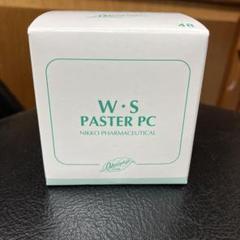 48
W・S
PASTER PC
NIKKO PHARMACEUTICAL